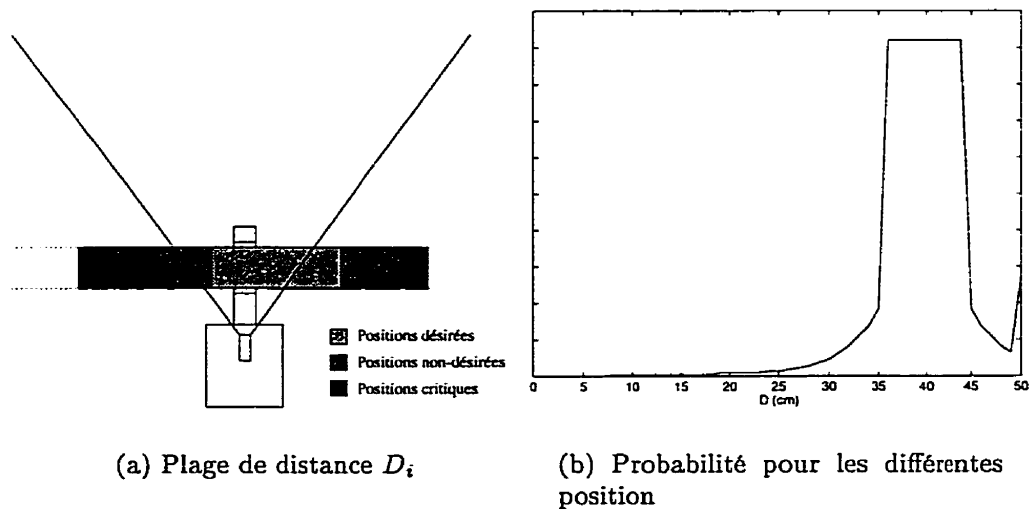 Positions désirées
Positions non-désirées
Positions critiques
0 5 10 15 20 25 30 35 40 45 50
D (cm)
(a) Plage de distance Di
(b) Probabilité pour les différentes
position